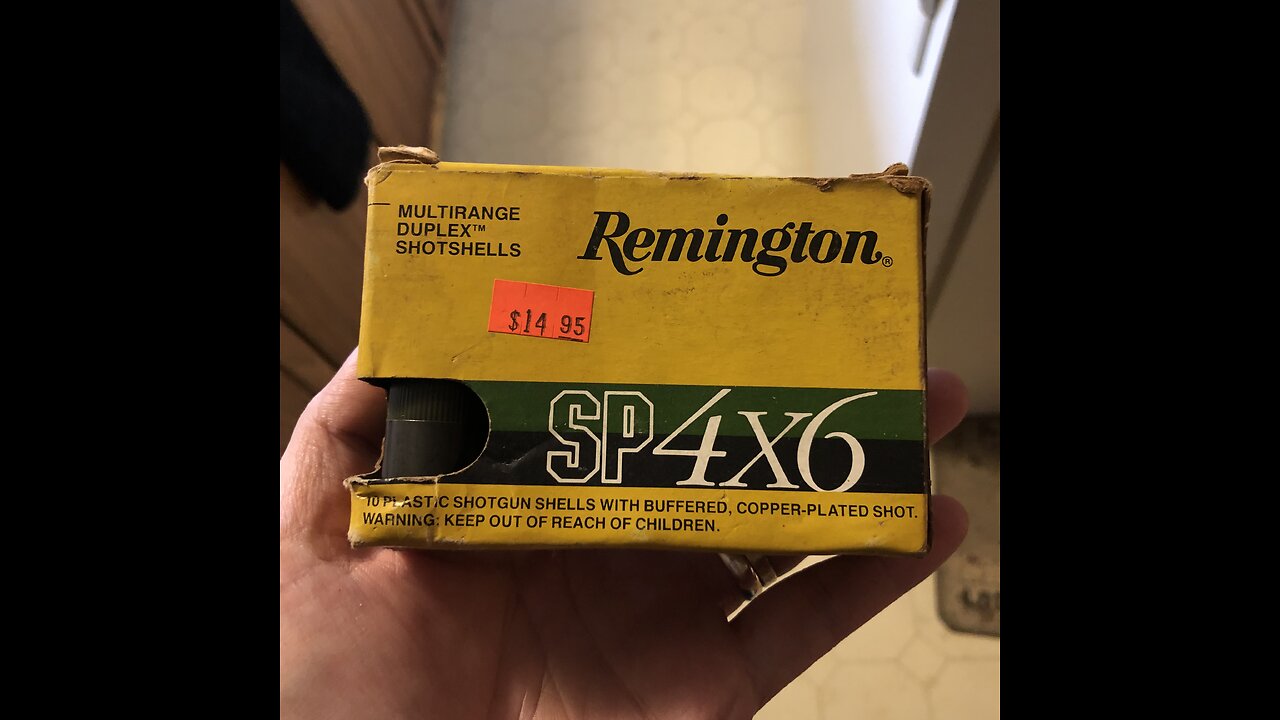 MULTIRANGE
DUPLEX™
SHOTSHELLS
Remington®
$14 95
SP4X6
10 PLASTIC SHOTGUN SHELLS WITH BUFFERED, COPPER-PLATED SHOT.
WARNING: KEEP OUT OF REACH OF CHILDREN.